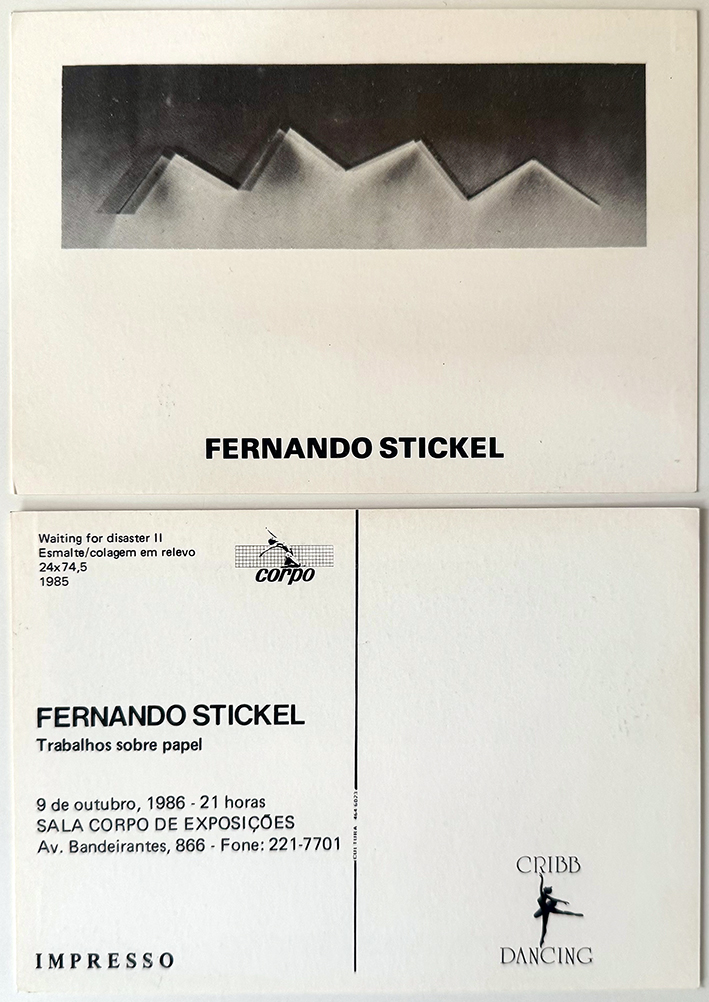 FERNANDO STICKEL
Waiting for disaster II
Esmalte/colagem em relevo
24x74,5
1985
corpo
FERNANDO STICKEL
Trabalhos sobre papel
9 de outubro, 1986 - 21 horas
SALA CORPO DE EXPOSIÇÕES
Av. Bandeirantes, 866 - Fone: 221-7701
IMPRESSO
CULTURA
CRIBB
DANCING